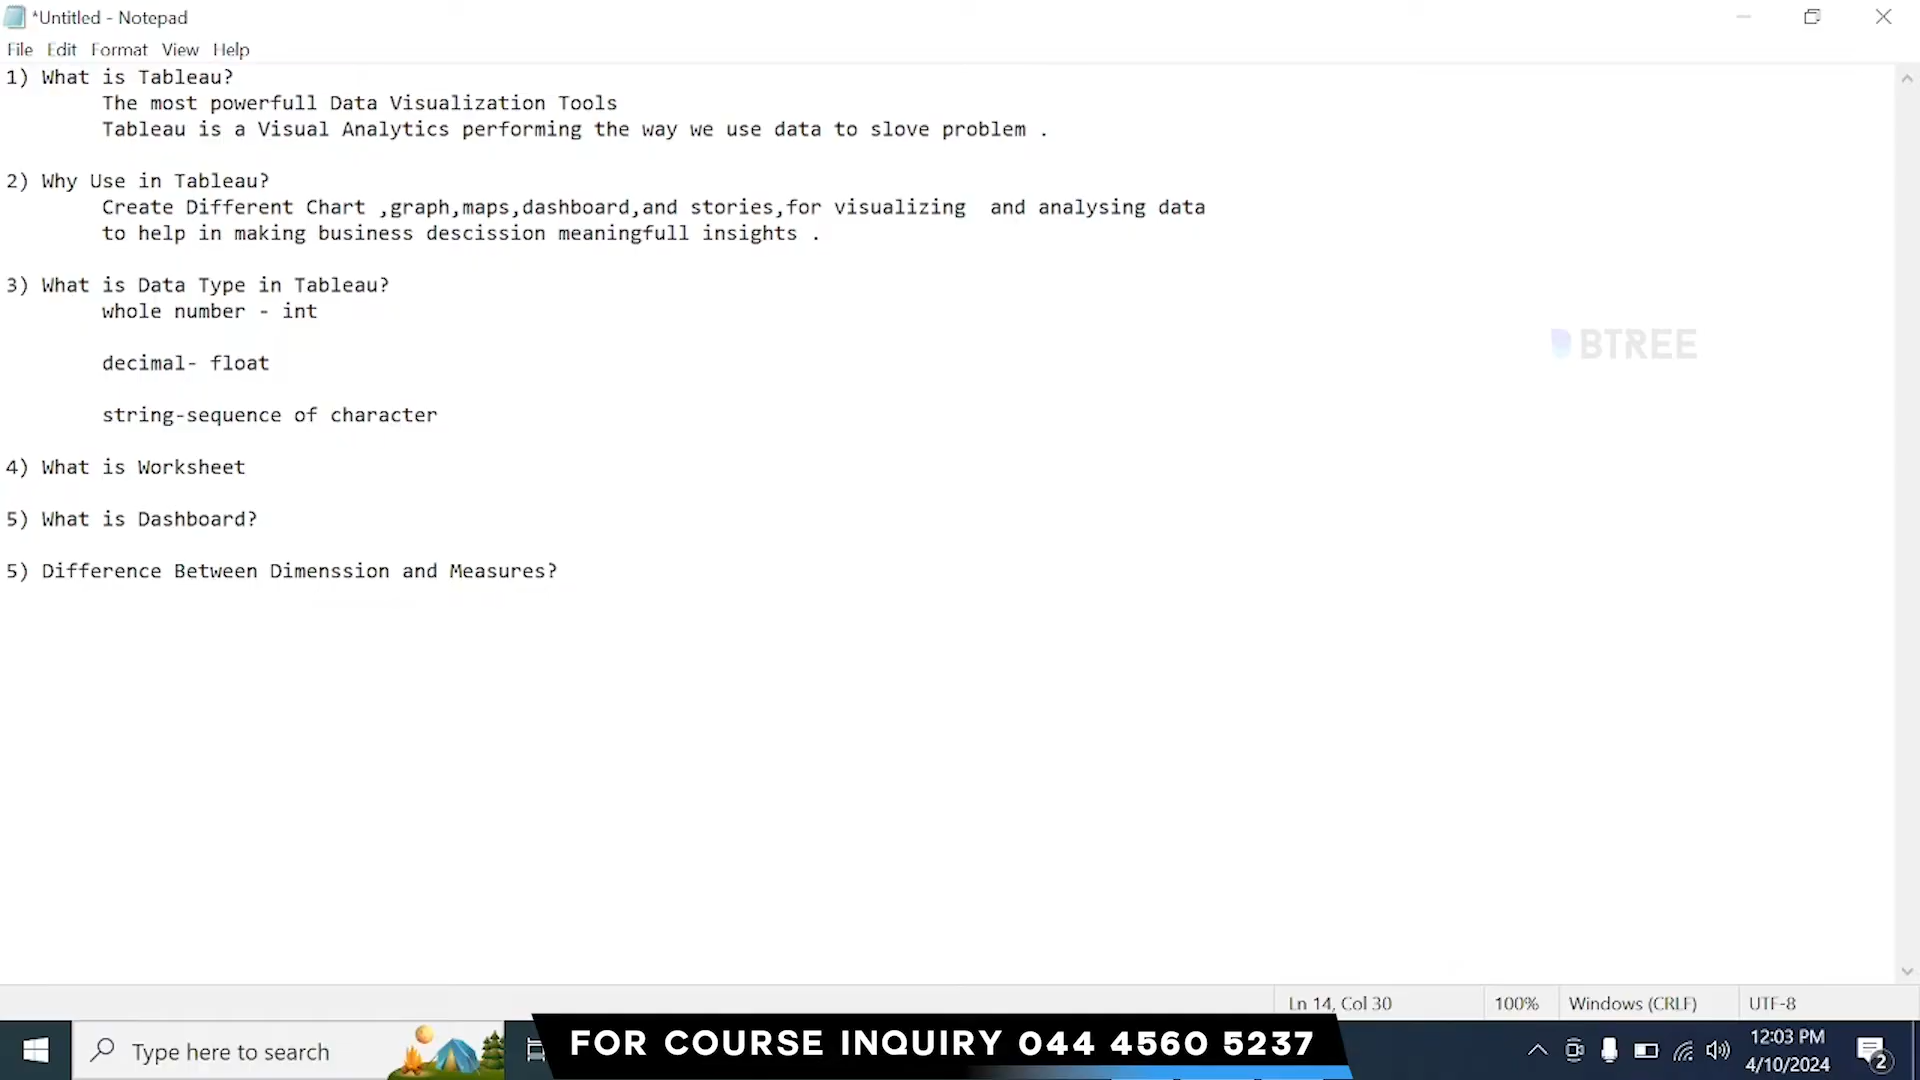 *Untitled - Notepad
File Edit Format View Help
1) What is Tableau?
The most powerfull Data Visualization Tools
Tableau is a Visual Analytics performing the way we use data to slove problem .
2) Why Use in Tableau?
Create Different Chart ,graph,maps,dashboard,and stories,for visualizing  and analysing data
to help in making business descission meaningfull insights .
3) What is Data Type in Tableau?
whole number - int
decimal- float
string-sequence of character
BTREE
4) What is Worksheet
5) What is Dashboard?
5) Difference Between Dimenssion and Measures?
Ln 14, Col 30 100% Windows (CRLF) UTF-8
Type here to search
FOR COURSE INQUIRY 044 4560 5237
12:03 PM
4/10/2024
2